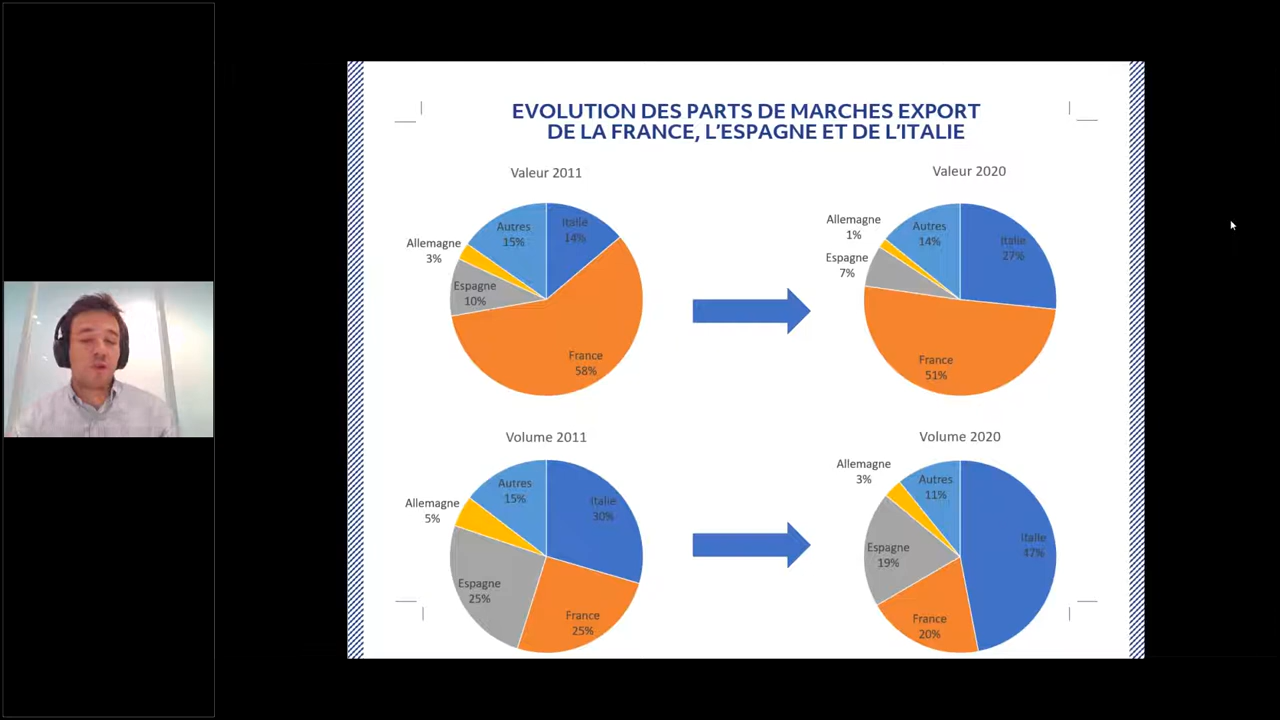 EVOLUTION DES PARTS DE MARCHES EXPORT
DE LA FRANCE, L'ESPAGNE ET DE L'ITALIE
Valeur 2011
Italie
14%
France
58%
Espagne
10%
Allemagne
3%
Autres
15%
Valeur 2020
Italie
27%
France
51%
Espagne
7%
Allemagne
1%
Autres
14%
Volume 2011
Italie
30%
France
25%
Espagne
25%
Allemagne
5%
Autres
15%
Volume 2020
Italie
47%
France
20%
Espagne
19%
Allemagne
3%
Autres
11%